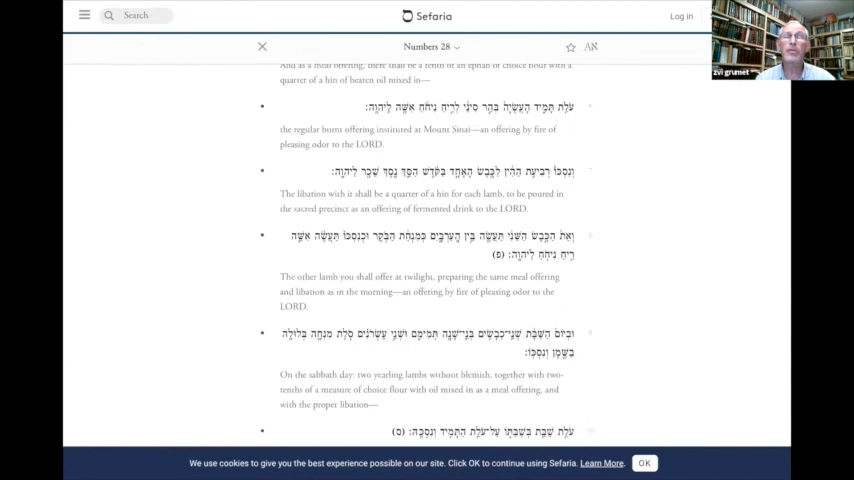 Search
Sefaria
Log in
Numbers 28
אA
zvi grumet
And as a meal offering, there shall be a tenth of an ephah of choice flour with a
quarter of a hin of beaten oil mixed in—
עֹלַ֖ת תָּמִ֑יד הָעֲשֻׂיָה֙ בְּהַ֣ר סִינַ֔י לְרֵ֣יחַ נִיחֹ֔חַ אִשֶּׁ֖ה לַֽיהוָֽה׃
the regular burnt offering instituted at Mount Sinai—an offering by fire of
pleasing odor to the LORD.
וְנִסְכּוֹ֙ רְבִיעִ֣ת הַהִ֔ין לַכֶּ֖בֶשׂ הָאֶחָ֑ד בַּקֹּ֗דֶשׁ הַסֵּ֛ךְ נֶ֥סֶךְ שֵׁכָ֖ר לַיהוָֽה׃
The libation with it shall be a quarter of a hin for each lamb, to be poured in
the sacred precinct as an offering of fermented drink to the LORD.
וְאֵת֙ הַכֶּ֣בֶשׂ הַשֵּׁנִ֔י תַּעֲשֶׂ֖ה בֵּ֣ין הָֽעַרְבָּ֑יִם כְּמִנְחַ֨ת הַבֹּ֤קֶר וּכְנִסְכּוֹ֙ תַּעֲשֶׂ֔ה אִשֵּׁ֛ה
רֵ֥יחַ נִיחֹ֖חַ לַיהוָֽה׃ (פ)
The other lamb you shall offer at twilight, preparing the same meal offering
and libation as in the morning—an offering by fire of pleasing odor to the
LORD.
וּבְיוֹם֙ הַשַּׁבָּ֔ת שְׁנֵֽי־כְבָשִׂ֥ים בְּנֵֽי־שָׁנָ֖ה תְּמִימִ֑ם וּשְׁנֵ֣י עֶשְׂרֹנִ֗ים סֹ֧לֶת מִנְחָ֛ה בְּלוּלָ֥ה
בַשֶּׁ֖מֶן וְנִסְכּֽוֹ׃
On the sabbath day: two yearling lambs without blemish, together with two-
tenths of a measure of choice flour with oil mixed in as a meal offering, and
with the proper libation—
עֹלַ֥ת שַׁבַּ֖ת בְּשַׁבַּתּ֑וֹ עַל־עֹלַ֥ת הַתָּמִ֖יד וְנִסְכָּֽהּ׃ (ס)
We use cookies to give you the best experience possible on our site. Click OK to continue using Sefaria. Learn More.
OK